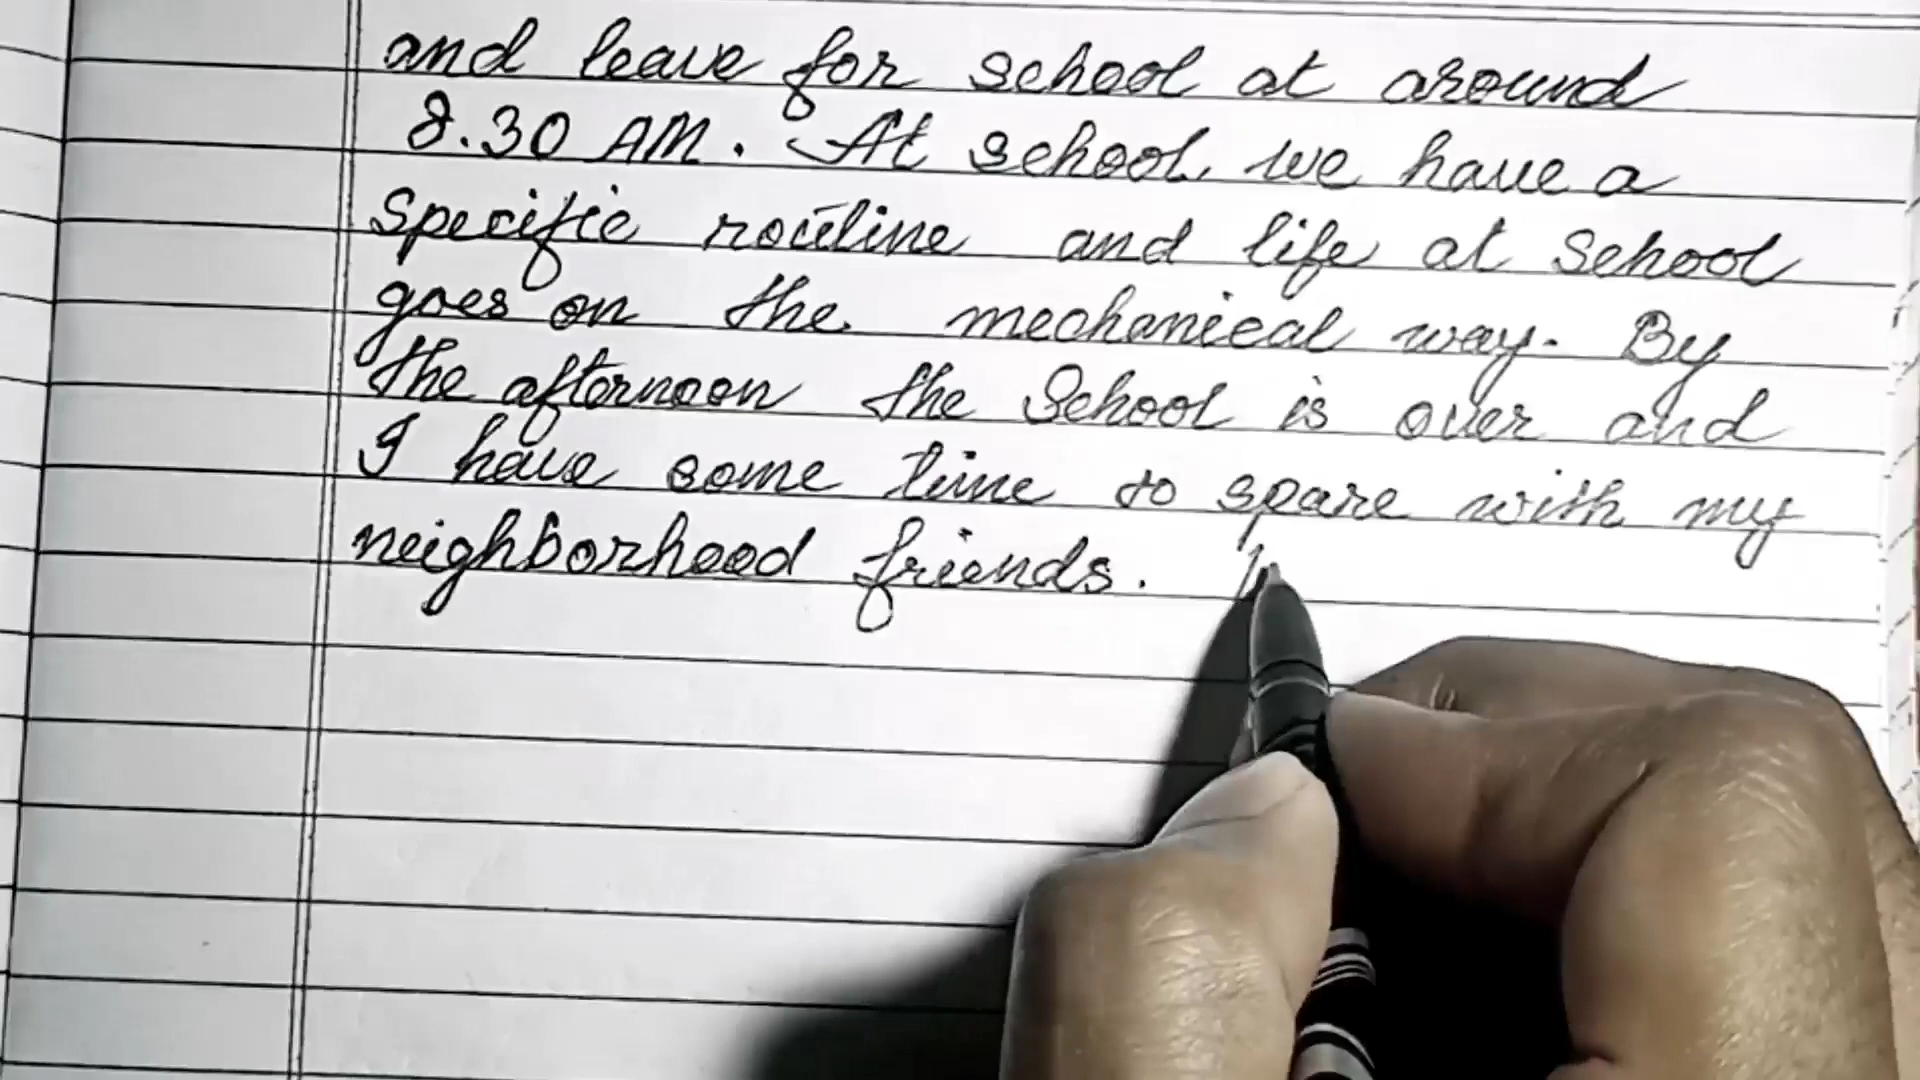 and leave for school at around
8.30 AM. At school, we have a
Specific routine and life at School
goes on the mechanical way. By
the afternoon the School is over and
I have some time to spare with my
neighborhood friends.